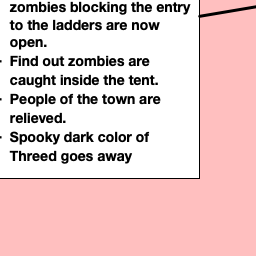 zombies blocking the entry
to the ladders are now
open.
Find out zombies are
caught inside the tent.
People of the town are
relieved.
Spooky dark color of
Threed goes away